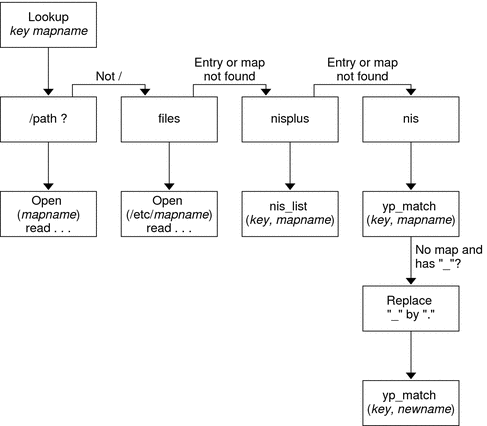 Lookup
key mapname
Not /
Entry or map
not found
Entry or map
not found
/path ?
files
nisplus
nis
Open
(mapname)
read . . .
Open
(/etc/mapname)
read . . .
nis_list
(key, mapname)
yp_match
(key, mapname)
No map and
has "_"?
Replace
"_" by "."
yp_match
(key, newname)